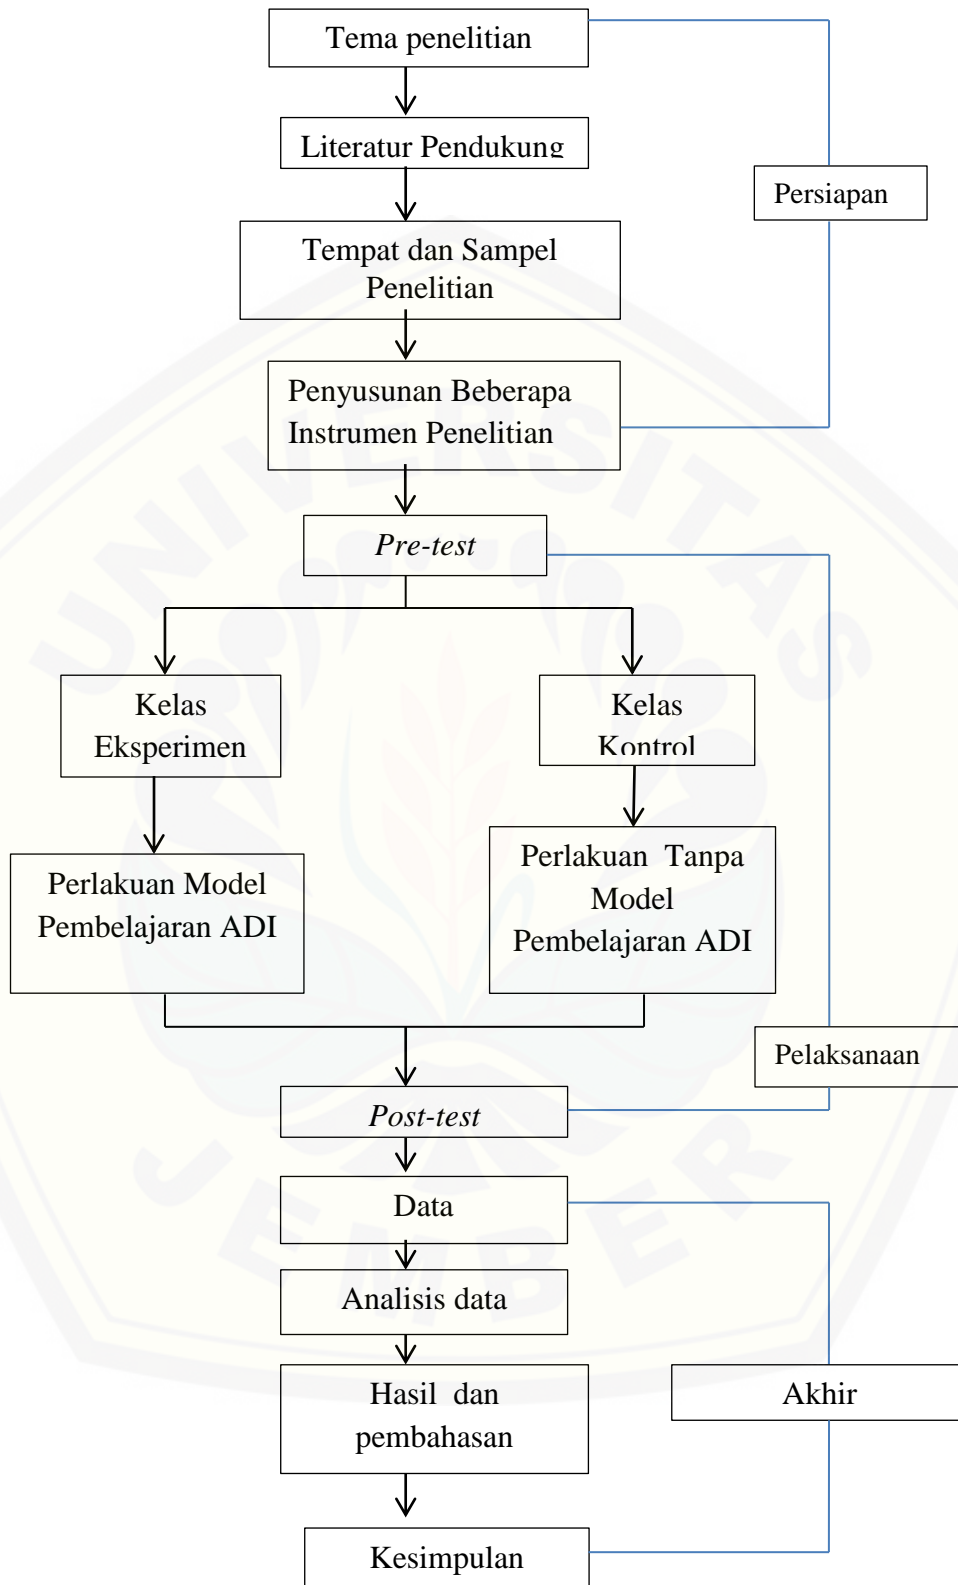 Tema penelitian
Literatur Pendukung
Persiapan
Tempat dan Sampel
Penelitian
Penyusunan Beberapa
Instrumen Penelitian
Pre-test
Kelas
Eksperimen
Kelas
Kontrol
Perlakuan Model
Pembelajaran ADI
Perlakuan  Tanpa
Model
Pembelajaran ADI
Pelaksanaan
Post-test
Data
Analisis data
Hasil  dan
pembahasan
Akhir
Kesimpulan
UNIVERSITAS
JEMBER